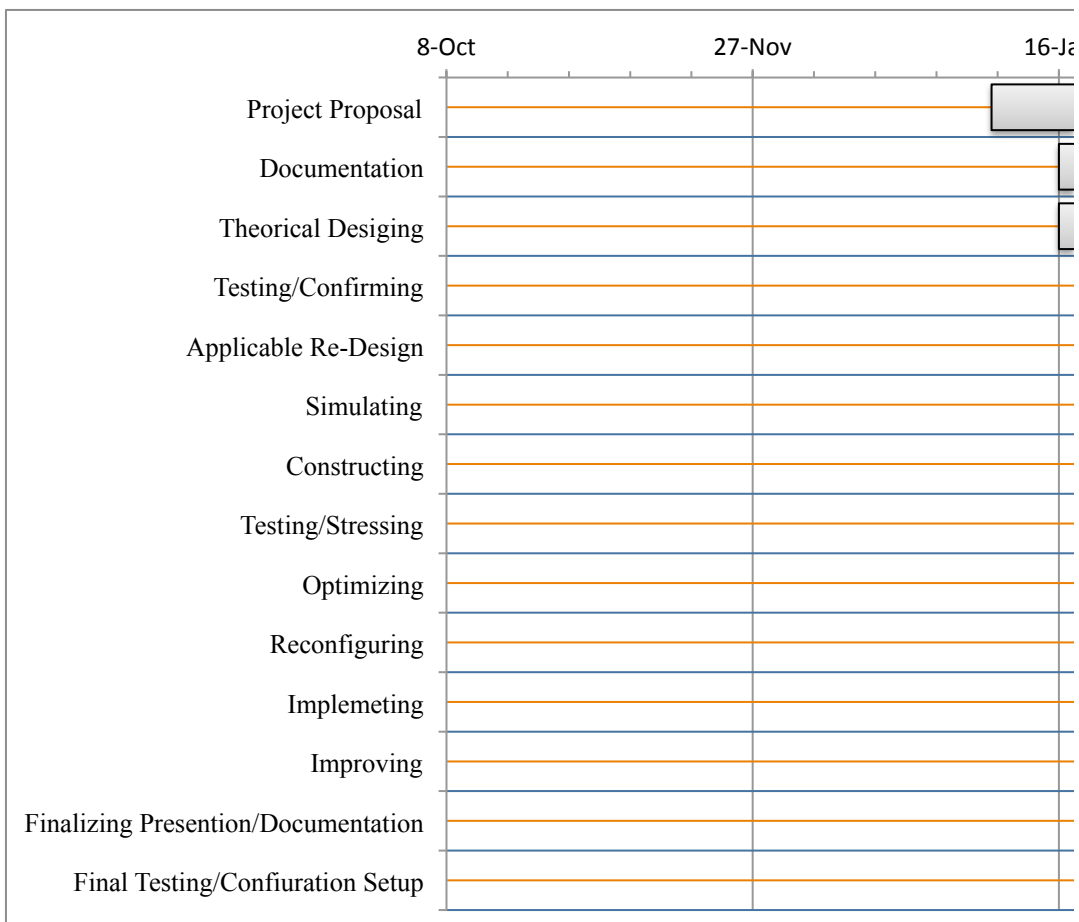 8-Oct 27-Nov 16-Ja
Project Proposal
Documentation
Theorical Desiging
Testing/Confirming
Applicable Re-Design
Simulating
Constructing
Testing/Stressing
Optimizing
Reconfiguring
Implemeting
Improving
Finalizing Presention/Documentation
Final Testing/Confiuration Setup